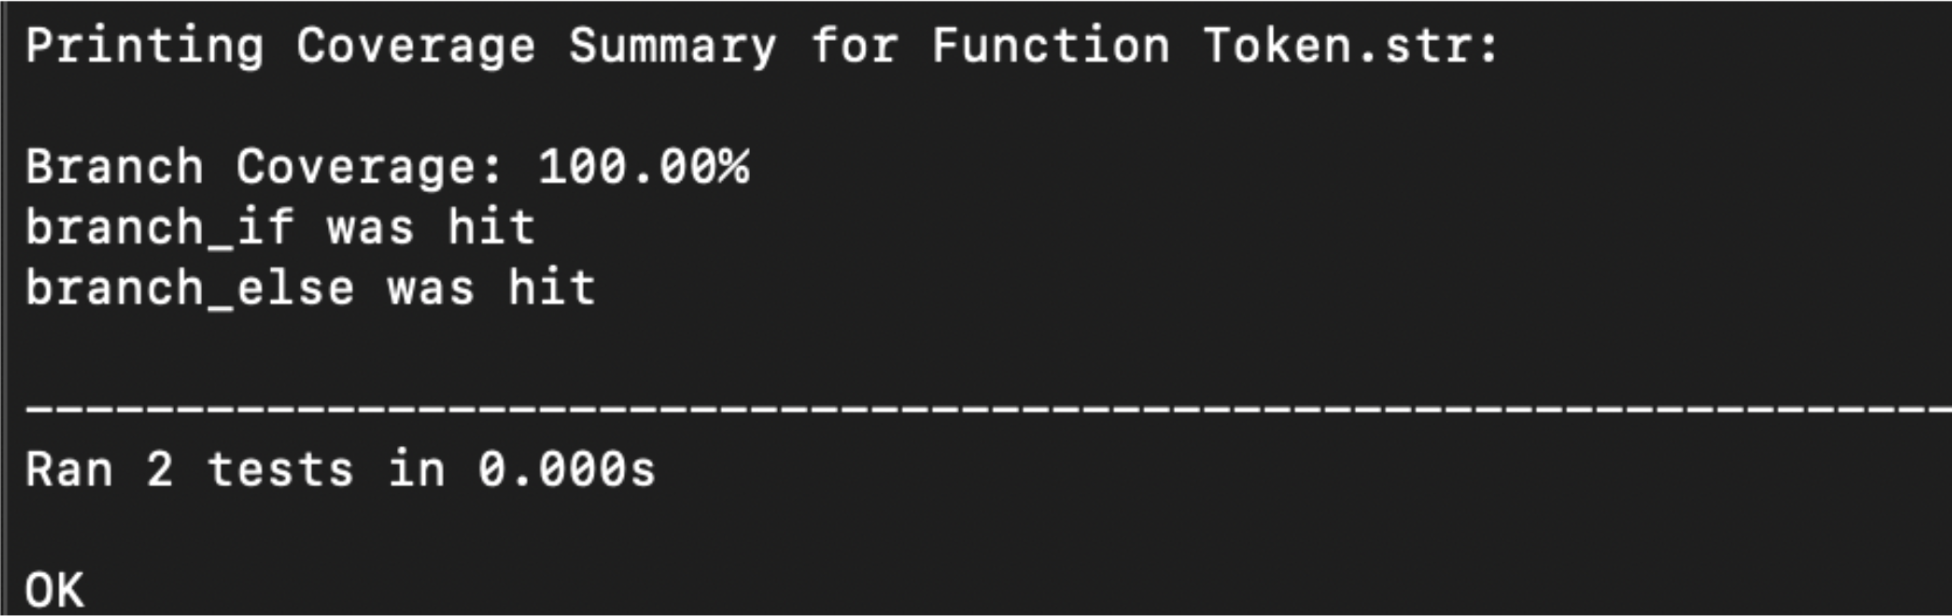 Printing Coverage Summary for Function Token.str:
Branch Coverage: 100.00%
branch_if was hit
branch_else was hit
----------------------------------------------------------------
Ran 2 tests in 0.000s
OK